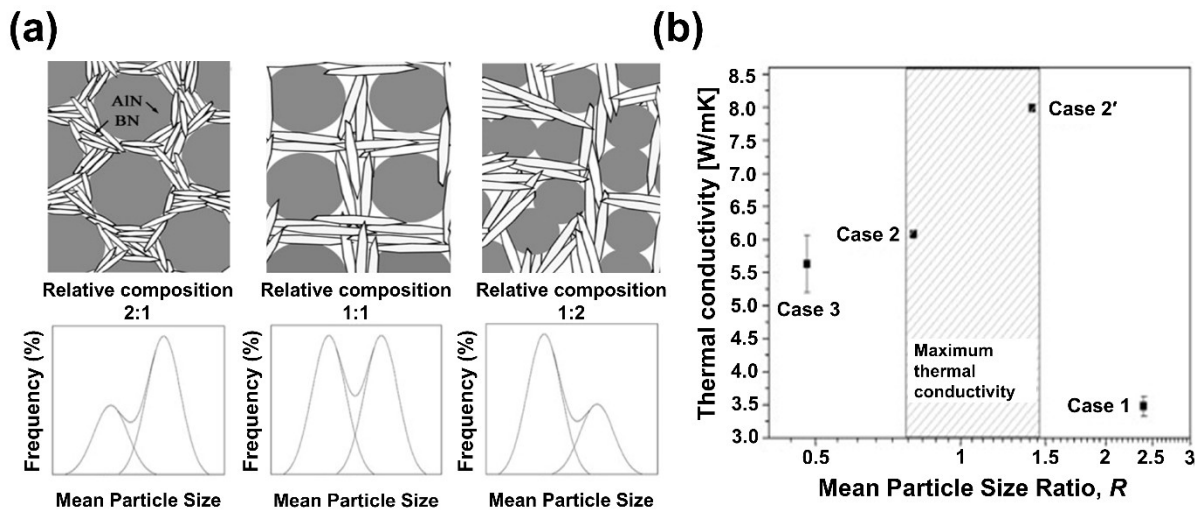 (a)
AlN
BN
Relative composition
2:1
Relative composition
1:1
Relative composition
1:2
Frequency (%)
Mean Particle Size
Frequency (%)
Mean Particle Size
Frequency (%)
Mean Particle Size
(b)
Thermal conductivity [W/mK]
8.5
8.0
7.5
7.0
6.5
6.0
5.5
5.0
4.5
4.0
3.5
3.0
Case 2′
Case 2
Case 3
Maximum
thermal
conductivity
Case 1
0.5
1
1.5
2
2.5
3
Mean Particle Size Ratio, R